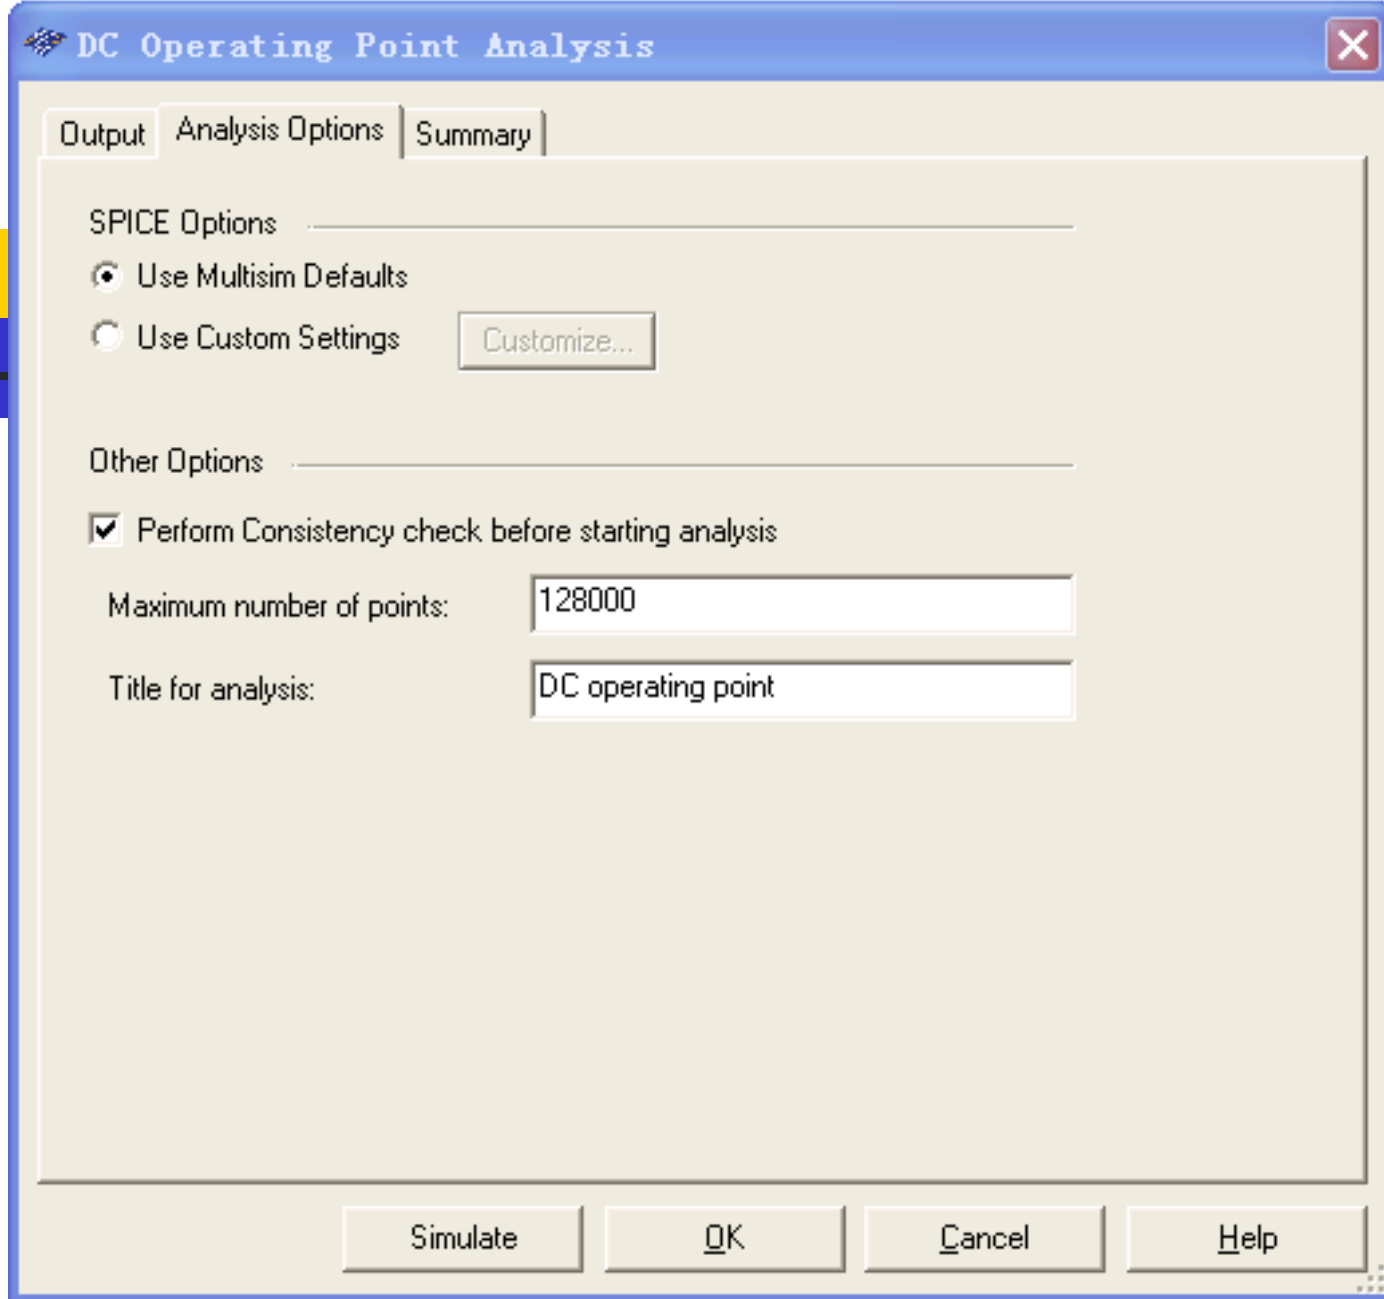 DC Operating Point Analysis
Output Analysis Options Summary
SPICE Options
Use Multisim Defaults
Use Custom Settings Customize...
Other Options
Perform Consistency check before starting analysis
Maximum number of points: 128000
Title for analysis: DC operating point
Simulate OK Cancel Help